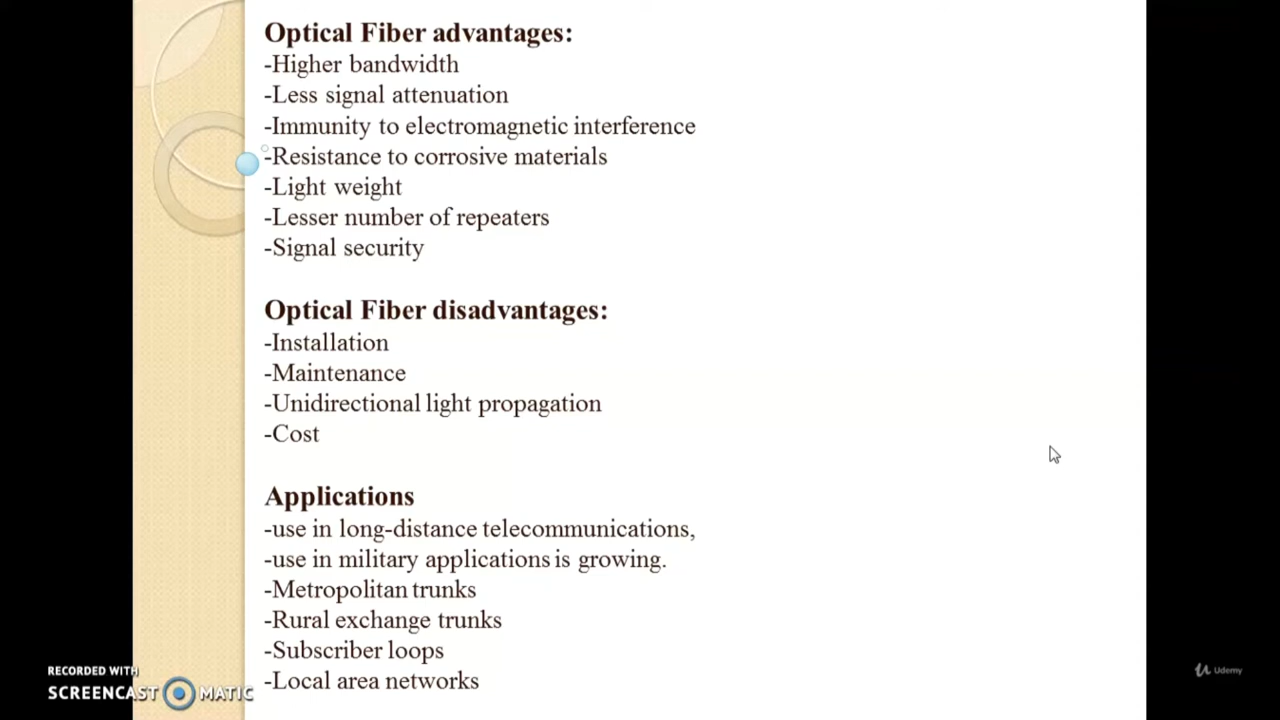 Optical Fiber advantages:
-Higher bandwidth
-Less signal attenuation
-Immunity to electromagnetic interference
-Resistance to corrosive materials
-Light weight
-Lesser number of repeaters
-Signal security
Optical Fiber disadvantages:
-Installation
-Maintenance
-Unidirectional light propagation
-Cost
Applications
-use in long-distance telecommunications,
-use in military applications is growing.
-Metropolitan trunks
-Rural exchange trunks
-Subscriber loops
-Local area networks
RECORDED WITH
SCREENCAST MATIC
Udemy